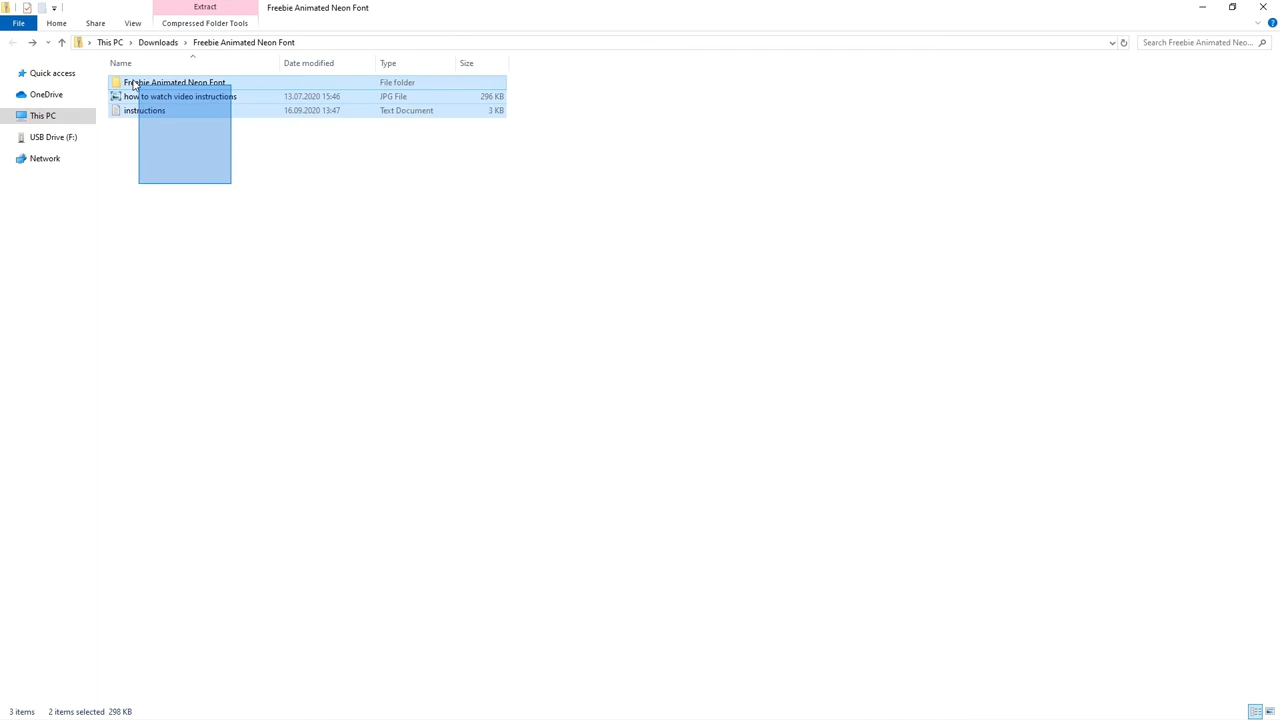 Extract
Freebie Animated Neon Font
File
Home
Share
View
Compressed Folder Tools
This PC
Downloads
Freebie Animated Neon Font
Search Freebie Animated Neo...
Name
Date modified
Type
Size
Quick access
OneDrive
This PC
USB Drive (F:)
Network
Freebie Animated Neon Font
File folder
how to watch video instructions
13.07.2020 15:46
JPG File
296 KB
instructions
16.09.2020 13:47
Text Document
3 KB
3 items
2 items selected
298 KB